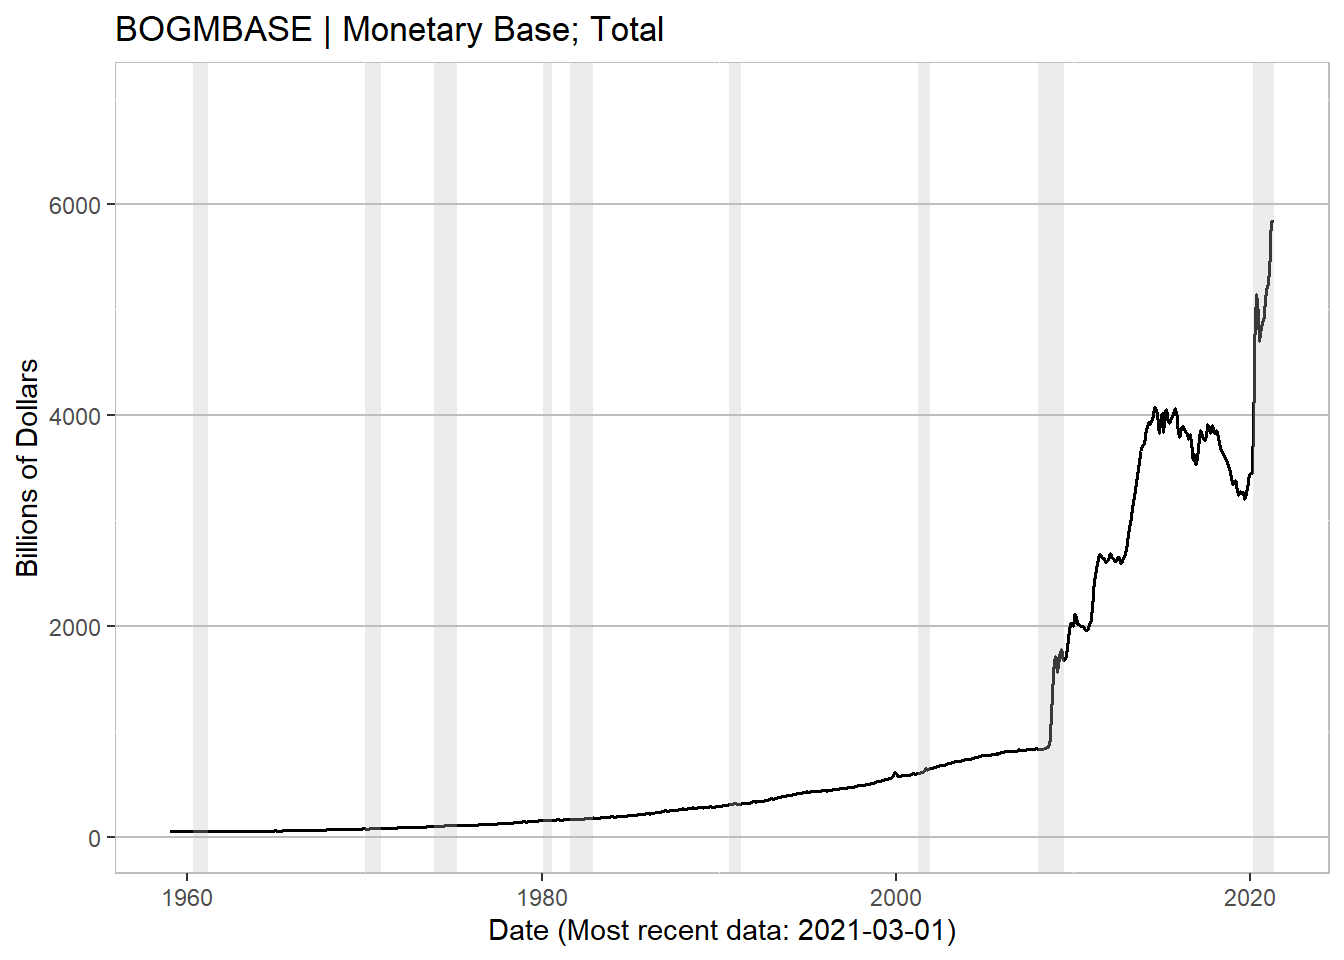 BOGMBASE | Monetary Base; Total
Billions of Dollars
6000
4000
2000
0
1960
1980
2000
2020
Date (Most recent data: 2021-03-01)